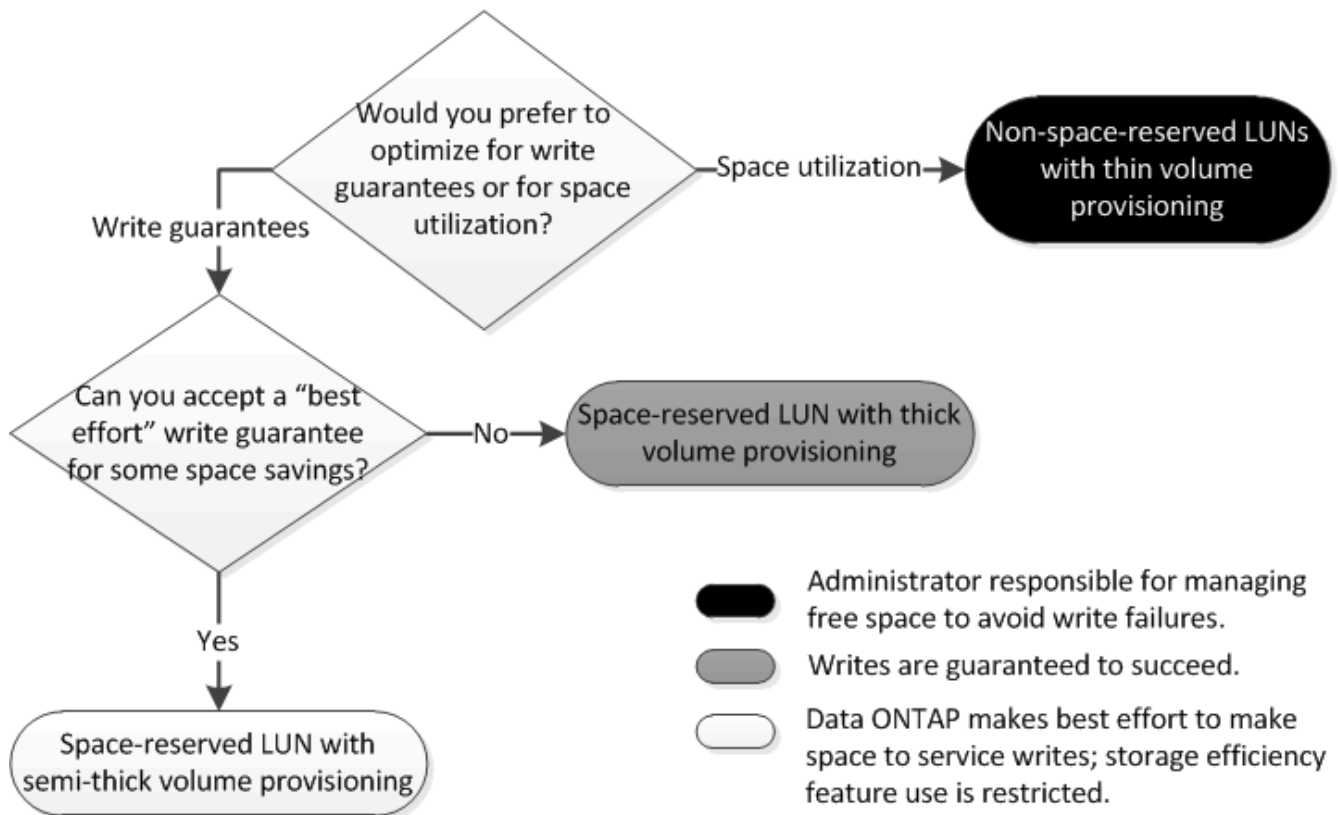 Would you prefer to
optimize for write
guarantees or for space
utilization?
Space utilization
Non-space-reserved LUNs
with thin volume
provisioning
Write guarantees
Can you accept a “best
effort” write guarantee
for some space savings?
No
Space-reserved LUN with thick
volume provisioning
Yes
Space-reserved LUN with
semi-thick volume provisioning
Administrator responsible for managing
free space to avoid write failures.
Writes are guaranteed to succeed.
Data ONTAP makes best effort to make
space to service writes; storage efficiency
feature use is restricted.